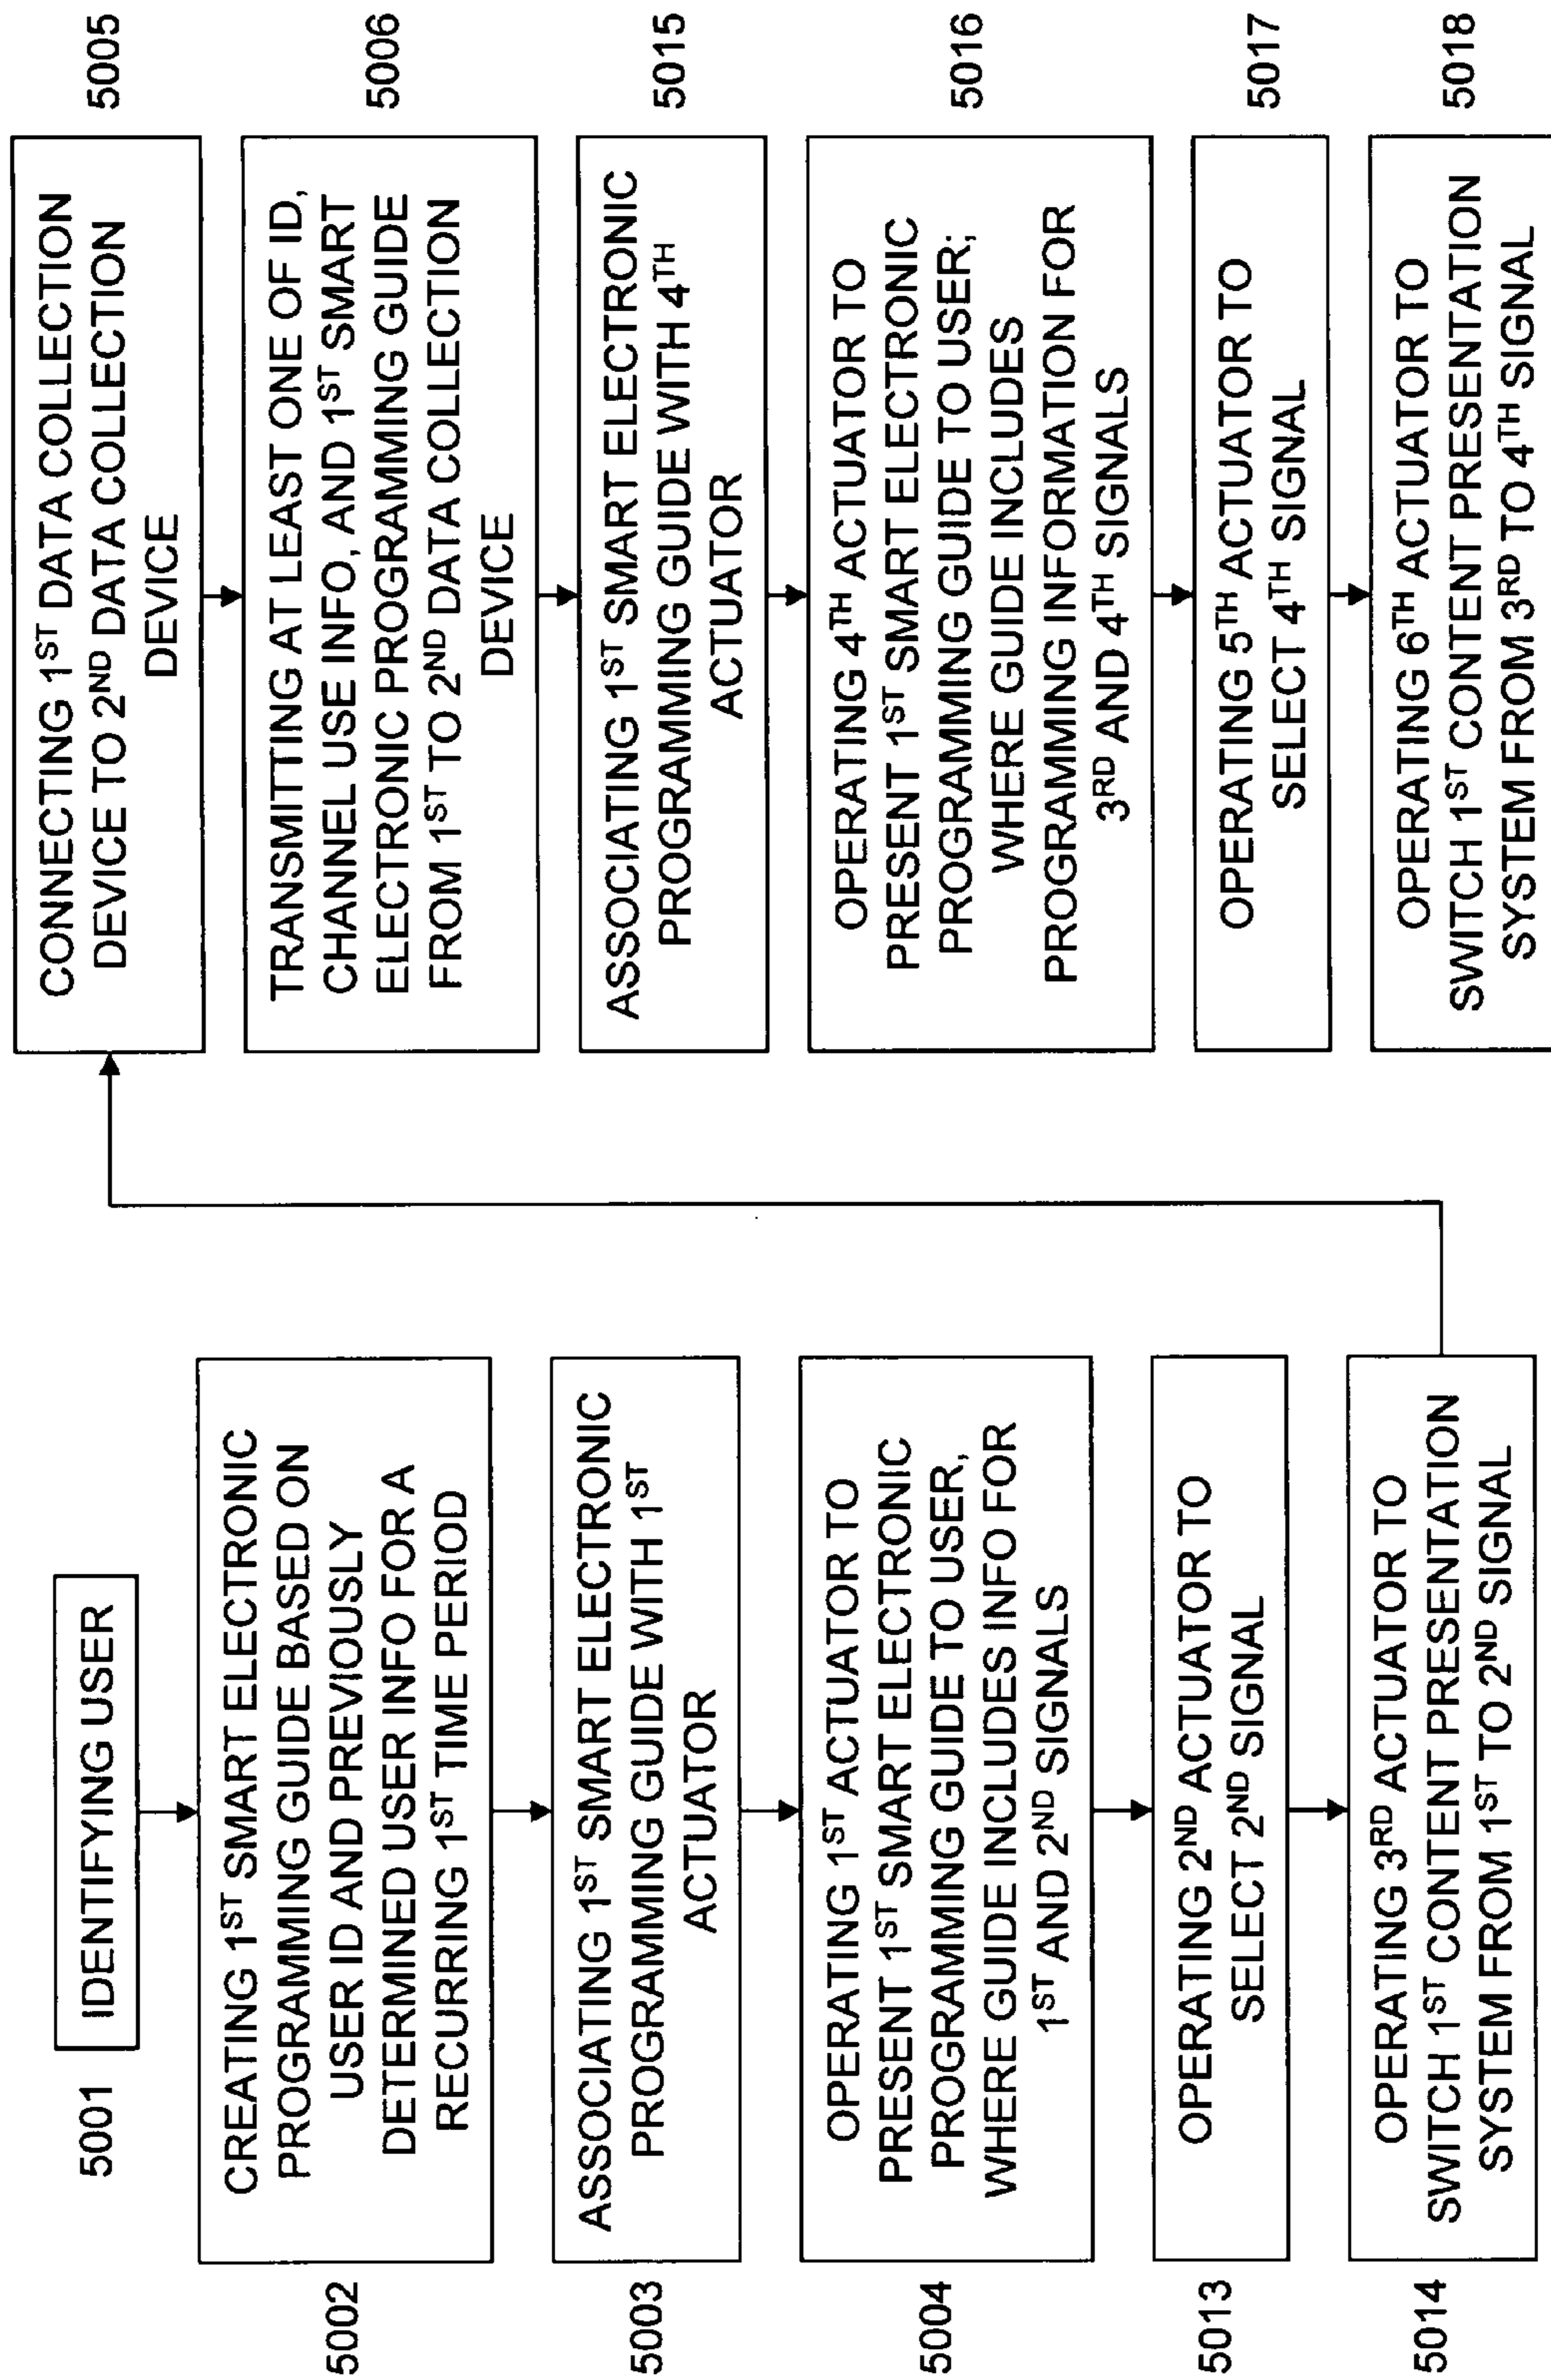 5001
IDENTIFYING USER
5002
CREATING 1ST SMART ELECTRONIC
PROGRAMMING GUIDE BASED ON
USER ID AND PREVIOUSLY
DETERMINED USER INFO FOR A
RECURRING 1ST TIME PERIOD
5003
ASSOCIATING 1ST SMART ELECTRONIC
PROGRAMMING GUIDE WITH 1ST
ACTUATOR
5004
OPERATING 1ST ACTUATOR TO
PRESENT 1ST SMART ELECTRONIC
PROGRAMMING GUIDE TO USER,
WHERE GUIDE INCLUDES INFO FOR
1ST AND 2ND SIGNALS
5013
OPERATING 2ND ACTUATOR TO
SELECT 2ND SIGNAL
5014
OPERATING 3RD ACTUATOR TO
SWITCH 1ST CONTENT PRESENTATION
SYSTEM FROM 1ST TO 2ND SIGNAL
CONNECTING 1ST DATA COLLECTION
DEVICE TO 2ND DATA COLLECTION
DEVICE
5005
TRANSMITTING AT LEAST ONE OF ID,
CHANNEL USE INFO, AND 1ST SMART
ELECTRONIC PROGRAMMING GUIDE
FROM 1ST TO 2ND DATA COLLECTION
DEVICE
5006
ASSOCIATING 1ST SMART ELECTRONIC
PROGRAMMING GUIDE WITH 4TH
ACTUATOR
5015
OPERATING 4TH ACTUATOR TO
PRESENT 1ST SMART ELECTRONIC
PROGRAMMING GUIDE TO USER;
WHERE GUIDE INCLUDES
PROGRAMMING INFORMATION FOR
3RD AND 4TH SIGNALS
5016
OPERATING 5TH ACTUATOR TO
SELECT 4TH SIGNAL
5017
OPERATING 6TH ACTUATOR TO
SWITCH 1ST CONTENT PRESENTATION
SYSTEM FROM 3RD TO 4TH SIGNAL
5018